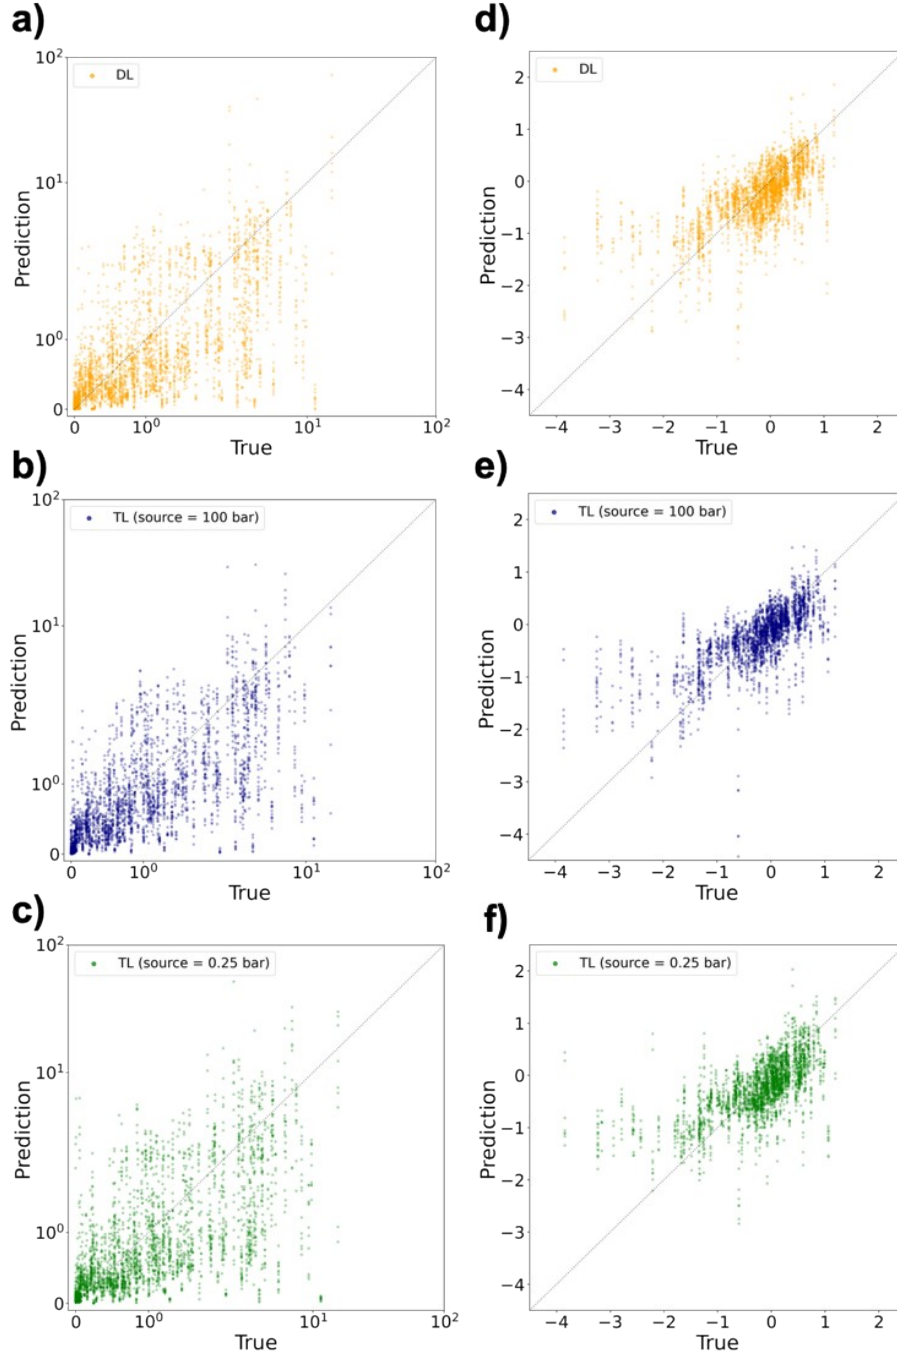 a)
10²
DL
10¹
Prediction
10⁰
0
0
10⁰
10¹
10²
True
d)
2
DL
1
0
−1
Prediction
−2
−3
−4
−4
−3
−2
−1
0
1
2
True
b)
10²
TL (source = 100 bar)
10¹
Prediction
10⁰
0
0
10⁰
10¹
10²
True
e)
2
TL (source = 100 bar)
1
0
−1
Prediction
−2
−3
−4
−4
−3
−2
−1
0
1
2
True
c)
10²
TL (source = 0.25 bar)
10¹
Prediction
10⁰
0
0
10⁰
10¹
10²
True
f)
2
TL (source = 0.25 bar)
1
0
−1
Prediction
−2
−3
−4
−4
−3
−2
−1
0
1
2
True